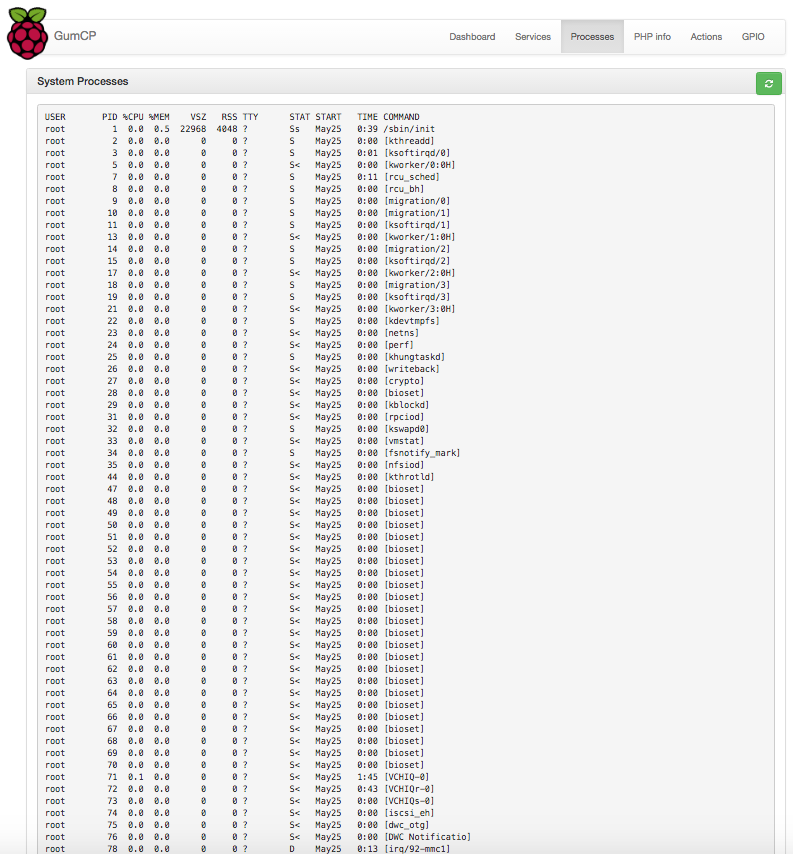 GumCP
Dashboard Services Processes PHP info Actions GPIO
System Processes
USER PID %CPU %MEM VSZ RSS TTY STAT START TIME COMMAND
root 1 0.0 0.5 22968 4048 ? Ss May25 0:39 /sbin/init
root 2 0.0 0.0 0 0 ? S May25 0:00 [kthreadd]
root 3 0.0 0.0 0 0 ? S May25 0:01 [ksoftirqd/0]
root 5 0.0 0.0 0 0 ? S< May25 0:00 [kworker/0:0H]
root 7 0.0 0.0 0 0 ? S May25 0:11 [rcu_sched]
root 8 0.0 0.0 0 0 ? S May25 0:00 [rcu_bh]
root 9 0.0 0.0 0 0 ? S May25 0:00 [migration/0]
root 10 0.0 0.0 0 0 ? S May25 0:00 [migration/1]
root 11 0.0 0.0 0 0 ? S May25 0:00 [ksoftirqd/1]
root 13 0.0 0.0 0 0 ? S< May25 0:00 [kworker/1:0H]
root 14 0.0 0.0 0 0 ? S May25 0:00 [migration/2]
root 15 0.0 0.0 0 0 ? S May25 0:00 [ksoftirqd/2]
root 17 0.0 0.0 0 0 ? S< May25 0:00 [kworker/2:0H]
root 18 0.0 0.0 0 0 ? S May25 0:00 [migration/3]
root 19 0.0 0.0 0 0 ? S May25 0:00 [ksoftirqd/3]
root 21 0.0 0.0 0 0 ? S< May25 0:00 [kworker/3:0H]
root 22 0.0 0.0 0 0 ? S May25 0:00 [kdevtmpfs]
root 23 0.0 0.0 0 0 ? S< May25 0:00 [netns]
root 24 0.0 0.0 0 0 ? S< May25 0:00 [perf]
root 25 0.0 0.0 0 0 ? S May25 0:00 [khungtaskd]
root 26 0.0 0.0 0 0 ? S< May25 0:00 [writeback]
root 27 0.0 0.0 0 0 ? S< May25 0:00 [crypto]
root 28 0.0 0.0 0 0 ? S< May25 0:00 [bioset]
root 29 0.0 0.0 0 0 ? S< May25 0:00 [kblockd]
root 31 0.0 0.0 0 0 ? S< May25 0:00 [rpciod]
root 32 0.0 0.0 0 0 ? S May25 0:00 [kswapd0]
root 33 0.0 0.0 0 0 ? S< May25 0:00 [vmstat]
root 34 0.0 0.0 0 0 ? S May25 0:00 [fsnotify_mark]
root 35 0.0 0.0 0 0 ? S< May25 0:00 [nfsiod]
root 44 0.0 0.0 0 0 ? S< May25 0:00 [kthrotld]
root 47 0.0 0.0 0 0 ? S< May25 0:00 [bioset]
root 48 0.0 0.0 0 0 ? S< May25 0:00 [bioset]
root 49 0.0 0.0 0 0 ? S< May25 0:00 [bioset]
root 50 0.0 0.0 0 0 ? S< May25 0:00 [bioset]
root 51 0.0 0.0 0 0 ? S< May25 0:00 [bioset]
root 52 0.0 0.0 0 0 ? S< May25 0:00 [bioset]
root 53 0.0 0.0 0 0 ? S< May25 0:00 [bioset]
root 54 0.0 0.0 0 0 ? S< May25 0:00 [bioset]
root 55 0.0 0.0 0 0 ? S< May25 0:00 [bioset]
root 56 0.0 0.0 0 0 ? S< May25 0:00 [bioset]
root 57 0.0 0.0 0 0 ? S< May25 0:00 [bioset]
root 58 0.0 0.0 0 0 ? S< May25 0:00 [bioset]
root 59 0.0 0.0 0 0 ? S< May25 0:00 [bioset]
root 60 0.0 0.0 0 0 ? S< May25 0:00 [bioset]
root 61 0.0 0.0 0 0 ? S< May25 0:00 [bioset]
root 62 0.0 0.0 0 0 ? S< May25 0:00 [bioset]
root 63 0.0 0.0 0 0 ? S< May25 0:00 [bioset]
root 64 0.0 0.0 0 0 ? S< May25 0:00 [bioset]
root 65 0.0 0.0 0 0 ? S< May25 0:00 [bioset]
root 66 0.0 0.0 0 0 ? S< May25 0:00 [bioset]
root 67 0.0 0.0 0 0 ? S< May25 0:00 [bioset]
root 68 0.0 0.0 0 0 ? S< May25 0:00 [bioset]
root 69 0.0 0.0 0 0 ? S< May25 0:00 [bioset]
root 70 0.0 0.0 0 0 ? S< May25 0:00 [bioset]
root 71 0.1 0.0 0 0 ? S< May25 1:45 [VCHIQ-0]
root 72 0.0 0.0 0 0 ? S< May25 0:43 [VCHIQr-0]
root 73 0.0 0.0 0 0 ? S< May25 0:00 [VCHIQs-0]
root 74 0.0 0.0 0 0 ? S< May25 0:00 [iscsi_eh]
root 75 0.0 0.0 0 0 ? S< May25 0:00 [dwc_otg]
root 76 0.0 0.0 0 0 ? S< May25 0:00 [DWC Notificatio]
root 78 0.0 0.0 0 0 ? D May25 0:13 [irq/92-mmc1]